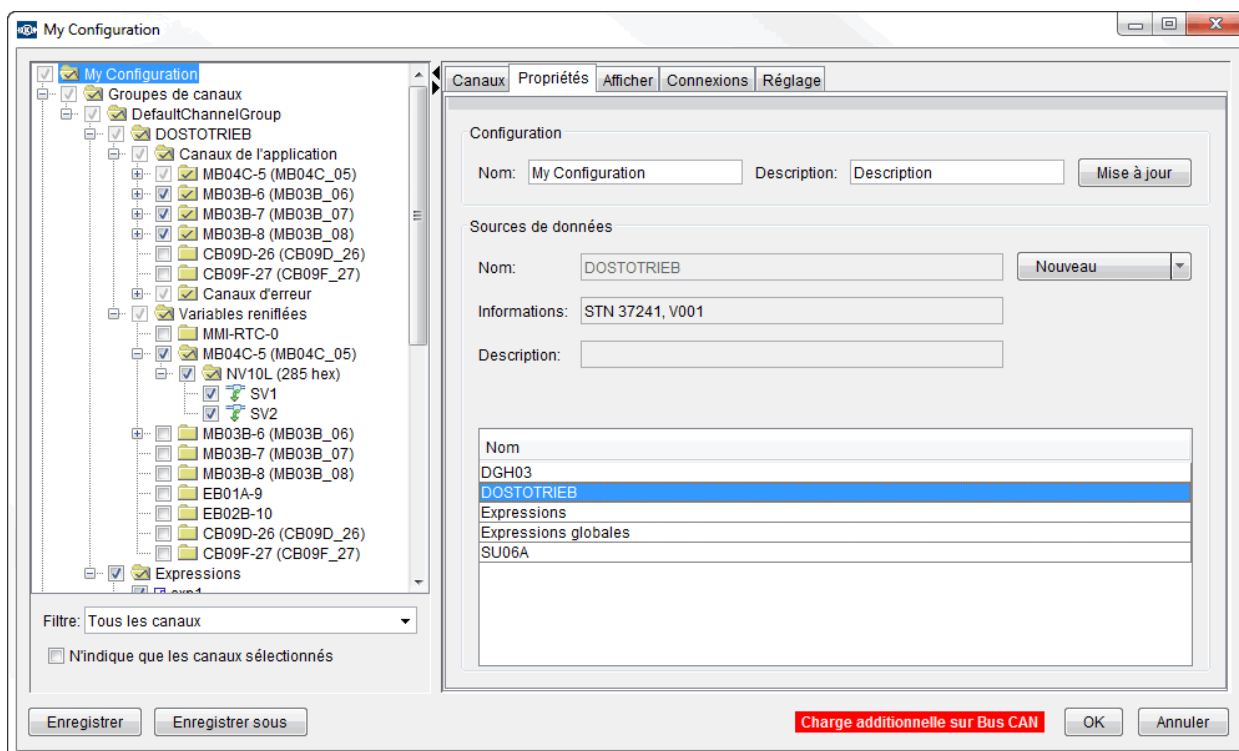 My Configuration
My Configuration
Groupes de canaux
DefaultChannelGroup
DOSTOTRIEB
Canaux de l'application
MB04C-5 (MB04C_05)
MB03B-6 (MB03B_06)
MB03B-7 (MB03B_07)
MB03B-8 (MB03B_08)
CB09D-26 (CB09D_26)
CB09F-27 (CB09F_27)
Canaux d'erreur
Variables reniflées
MMI-RTC-0
MB04C-5 (MB04C_05)
NV10L (285 hex)
SV1
SV2
MB03B-6 (MB03B_06)
MB03B-7 (MB03B_07)
MB03B-8 (MB03B_08)
EB01A-9
EB02B-10
CB09D-26 (CB09D_26)
CB09F-27 (CB09F_27)
Expressions
exp1
Filtre: Tous les canaux
N'indique que les canaux sélectionnés
Canaux Propriétés Afficher Connexions Réglage
Configuration
Nom: My Configuration Description: Description Mise à jour
Sources de données
Nom: DOSTOTRIEB Nouveau
Informations: STN 37241, V001
Description:
Nom
DGH03
DOSTOTRIEB
Expressions
Expressions globales
SU06A
Enregistrer Enregistrer sous Charge additionnelle sur Bus CAN OK Annuler